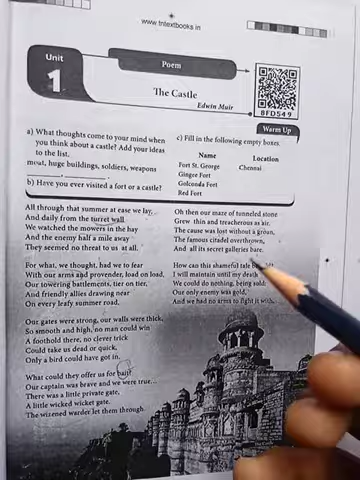 www.tntextbooks.in
Unit
1
Poem
The Castle
Edwin Muir
8FD549
Warm Up
a) What thoughts come to your mind when
you think about a castle? Add your ideas
to the list.
moat, huge buildings, soldiers, weapons
b) Have you ever visited a fort or a castle?
c) Fill in the following empty boxes.
Name Location
Fort St. George Chennai
Gingee Fort
Golconda Fort
Red Fort
All through that summer at ease we lay,
And daily from the turret wall
We watched the mowers in the hay
And the enemy half a mile away
They seemed no threat to us at all.
For what, we thought, had we to fear
With our arms and provender, load on load,
Our towering battlements, tier on tier,
And friendly allies drawing near
On every leafy summer road.
Our gates were strong, our walls were thick,
So smooth and high, no man could win
A foothold there, no clever trick
Could take us dead or quick,
Only a bird could have got in.
What could they offer us for bait?
Our captain was brave and we were true...
There was a little private gate,
A little wicked wicket gate.
The wizened warder let them through.
Oh then our maze of tunneled stone
Grew thin and treacherous as air.
The cause was lost without a groan,
The famous citadel overthrown,
And all its secret galleries bare.
How can this shameful tale be
I will maintain until my death
We could do nothing, being sold:
Our only enemy was gold,
And we had no arms to fight it with.